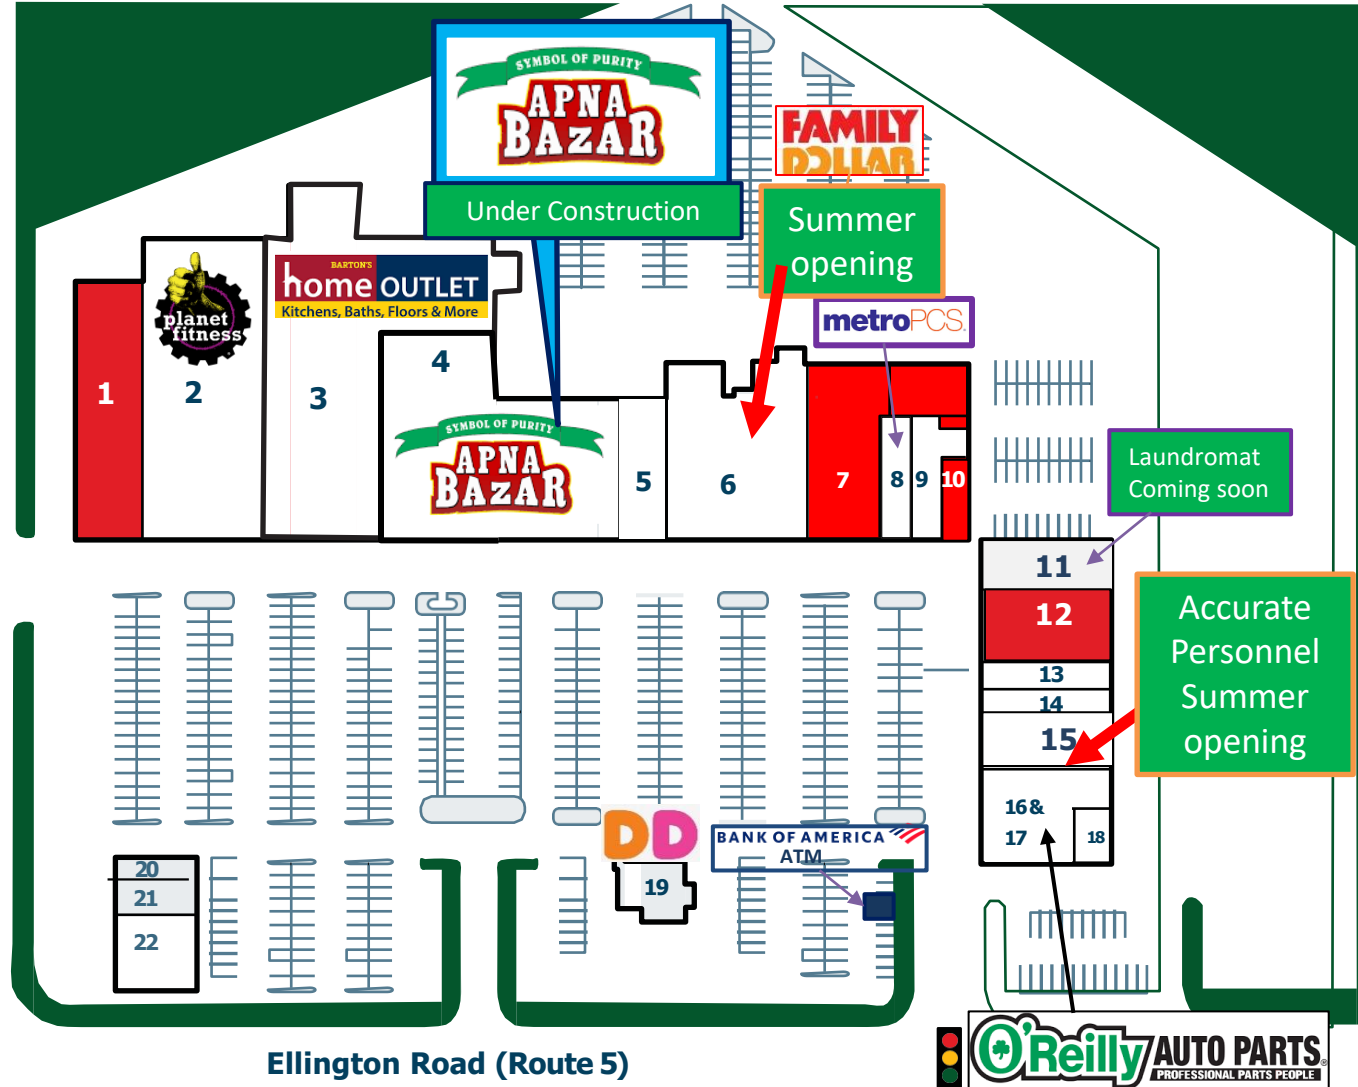 SYMBOL OF PURITY
APNA
BAZAR
Under Construction
FAMILY
DOLLAR
Summer
opening
metroPCS.
planet
fitness
BARTON'S
home OUTLET
Kitchens, Baths, Floors & More
1
2
3
4
SYMBOL OF PURITY
APNA
BAZAR
5
6
7
8
9
10
Laundromat
Coming soon
11
12
13
14
15
16 &
17
18
Accurate
Personnel
Summer
opening
DD
BANK OF AMERICA
ATM
19
20
21
22
Ellington Road (Route 5)
O'Reilly AUTO PARTS
PROFESSIONAL PARTS PEOPLE